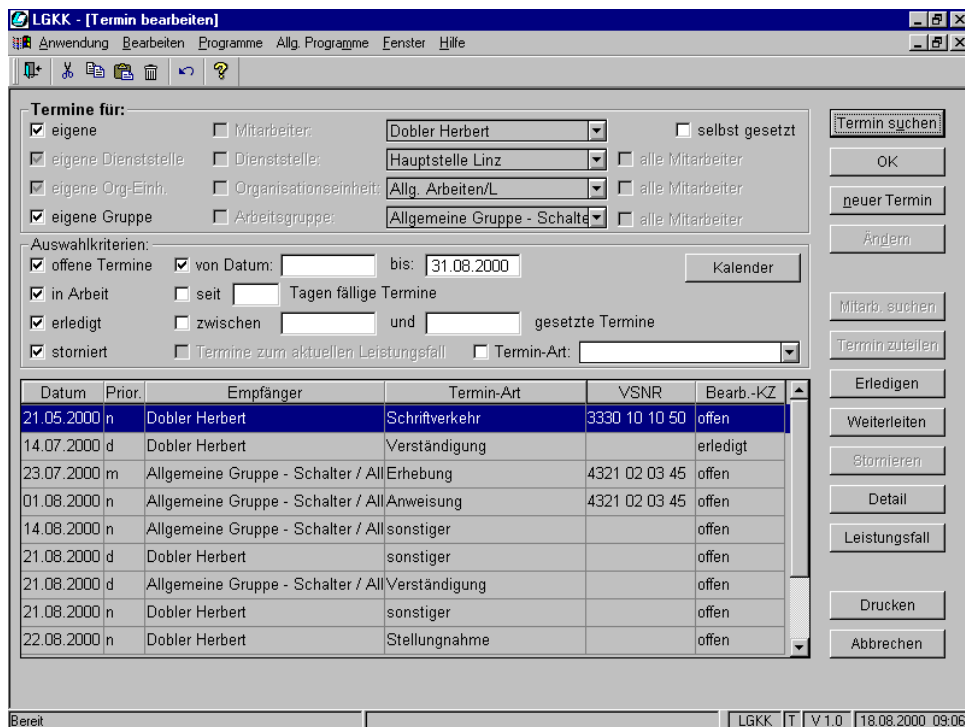 LGKK - [Termin bearbeiten]
Anwendung Bearbeiten Programme Allg. Programme Fenster Hilfe
Termine für:
eigene Mitarbeiter: Dobler Herbert selbst gesetzt
eigene Dienststelle Dienststelle: Hauptstelle Linz alle Mitarbeiter
eigene Org-Einh. Organisationseinheit: Allg. Arbeiten/L alle Mitarbeiter
eigene Gruppe Arbeitsgruppe: Allgemeine Gruppe - Schalte alle Mitarbeiter
Termin suchen
OK
neuer Termin
Ändern
Auswahlkriterien:
offene Termine von Datum: bis: 31.08.2000 Kalender
in Arbeit seit Tagen fällige Termine
erledigt zwischen und gesetzte Termine
storniert Termine zum aktuellen Leistungsfall Termin-Art:
Mitarb. suchen
Termin zuteilen
Erledigen
Weiterleiten
Stornieren
Detail
Leistungsfall
Drucken
Abbrechen
Datum Prior. Empfänger Termin-Art VSNR Bearb.-KZ
21.05.2000 n Dobler Herbert Schriftverkehr 3330 10 10 50 offen
14.07.2000 d Dobler Herbert Verständigung erledigt
23.07.2000 m Allgemeine Gruppe - Schalter / All Erhebung 4321 02 03 45 offen
01.08.2000 n Allgemeine Gruppe - Schalter / All Anweisung 4321 02 03 45 offen
14.08.2000 n Allgemeine Gruppe - Schalter / All sonstiger offen
21.08.2000 d Dobler Herbert sonstiger offen
21.08.2000 d Allgemeine Gruppe - Schalter / All Verständigung offen
21.08.2000 n Dobler Herbert sonstiger offen
22.08.2000 n Dobler Herbert Stellungnahme offen
Bereit LGKK T V 1.0 18.08.2000 09:06